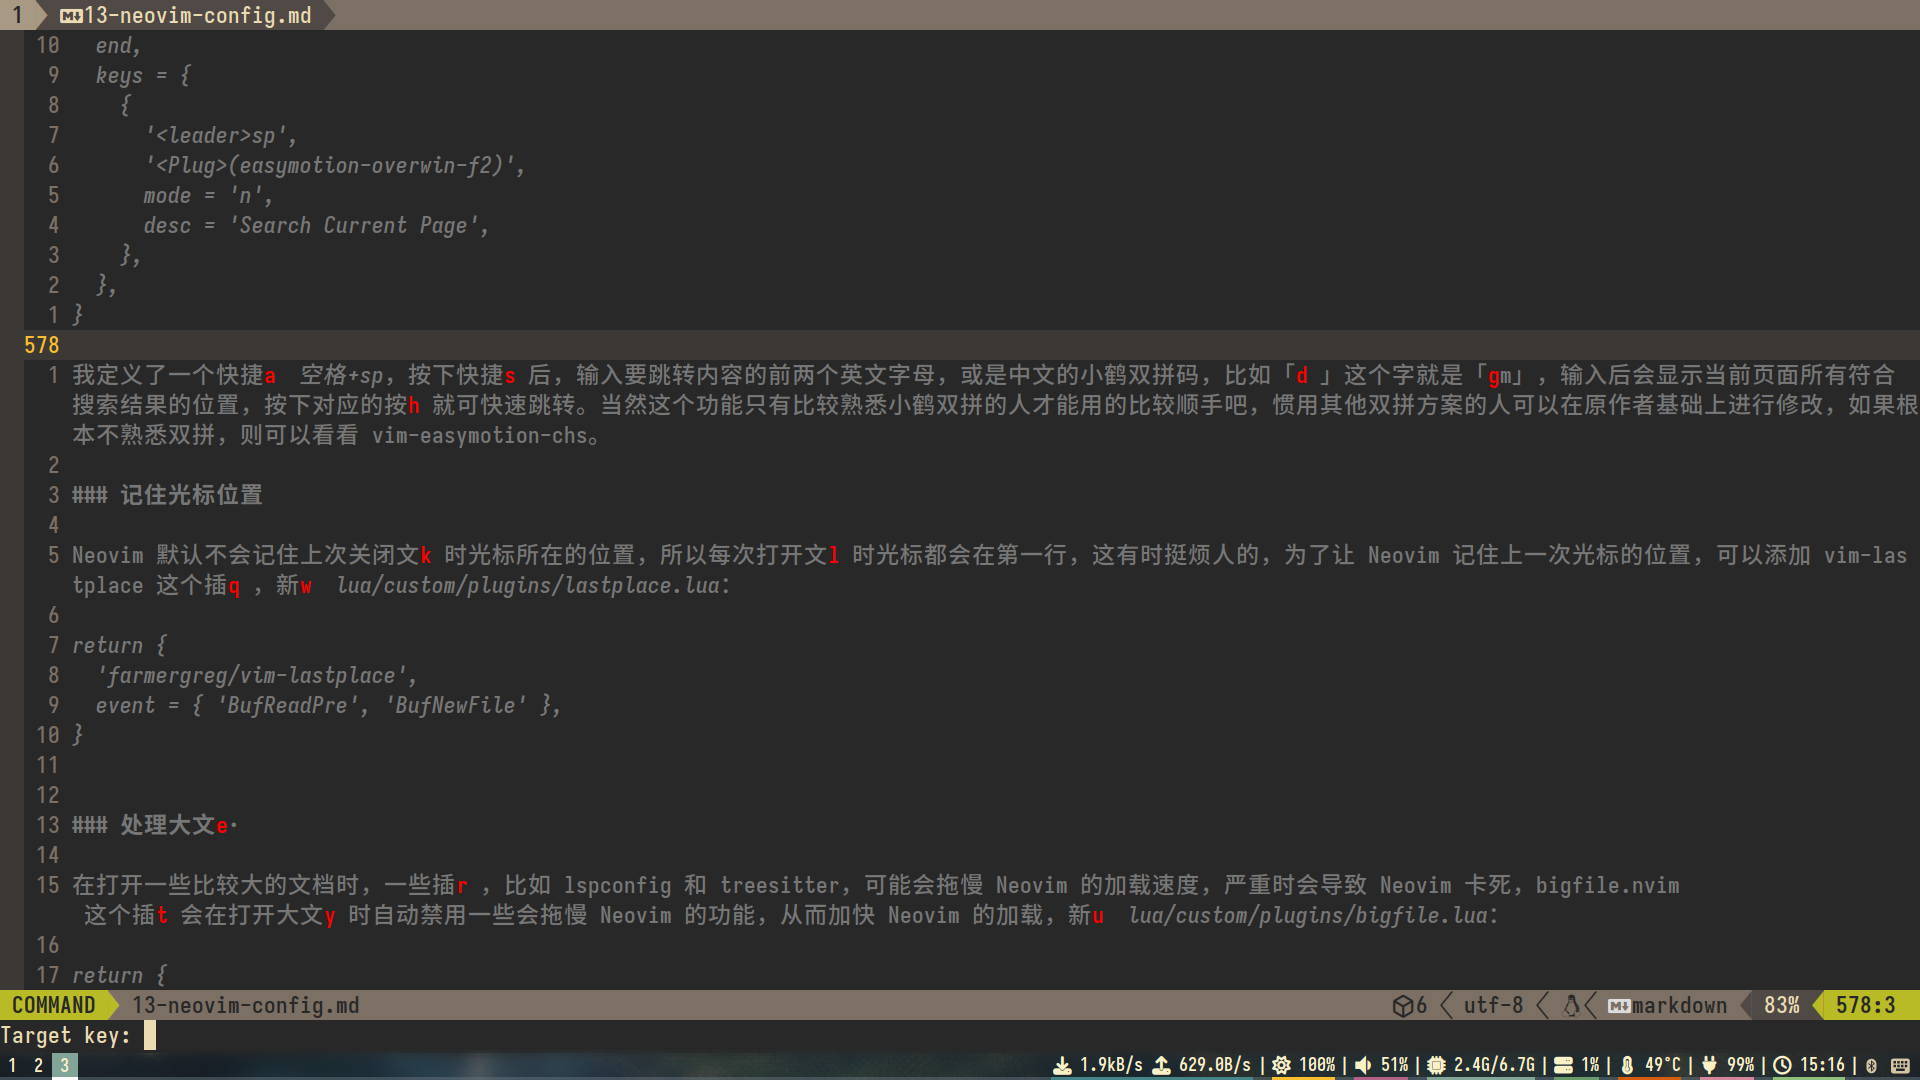 1 13-neovim-config.md
10 end,
9 keys = {
8 {
7 '<leader>sp',
6 '<Plug>(easymotion-overwin-f2)',
5 mode = 'n',
4 desc = 'Search Current Page',
3 },
2 },
1 }
578
1 我定义了一个快捷a 空格+sp，按下快捷s 后，输入要跳转内容的前两个英文字母，或是中文的小鹤双拼码，比如「d 」这个字就是「gm」，输入后会显示当前页面所有符合
搜索结果的位置，按下对应的按h 就可快速跳转。当然这个功能只有比较熟悉小鹤双拼的人才能用的比较顺手吧，惯用其他双拼方案的人可以在原作者基础上进行修改，如果根
本不熟悉双拼，则可以看看 vim-easymotion-chs。
2
3 ### 记住光标位置
4
5 Neovim 默认不会记住上次关闭文k 时光标所在的位置，所以每次打开文l 时光标都会在第一行，这有时挺烦人的，为了让 Neovim 记住上一次光标的位置，可以添加 vim-las
tplace 这个插q ，新w lua/custom/plugins/lastplace.lua：
6
7 return {
8 'farmergreg/vim-lastplace',
9 event = { 'BufReadPre', 'BufNewFile' },
10 }
11
12
13 ### 处理大文e·
14
15 在打开一些比较大的文档时，一些插r ，比如 lspconfig 和 treesitter，可能会拖慢 Neovim 的加载速度，严重时会导致 Neovim 卡死，bigfile.nvim
这个插t 会在打开大文y 时自动禁用一些会拖慢 Neovim 的功能，从而加快 Neovim 的加载，新u lua/custom/plugins/bigfile.lua：
16
17 return {
COMMAND 13-neovim-config.md 6 utf-8 markdown 83% 578:3
Target key:
1 2 3 1.9kB/s 629.0B/s | 100% | 51% | 2.4G/6.7G | 1% | 49°C | 99% | 15:16 |